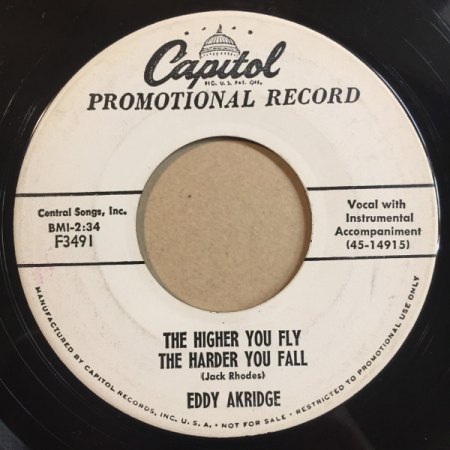 Capitol
REG. U.S. PAT. OFF.
PROMOTIONAL RECORD
Central Songs, Inc.
BMI-2:34
F3491
Vocal with
Instrumental
Accompaniment
(45-14915)
THE HIGHER YOU FLY
THE HARDER YOU FALL
(Jack Rhodes)
EDDY AKRIDGE
MANUFACTURED BY CAPITOL RECORDS, INC. U.S.A. • NOT FOR SALE • RESTRICTED TO PROMOTIONAL USE ONLY